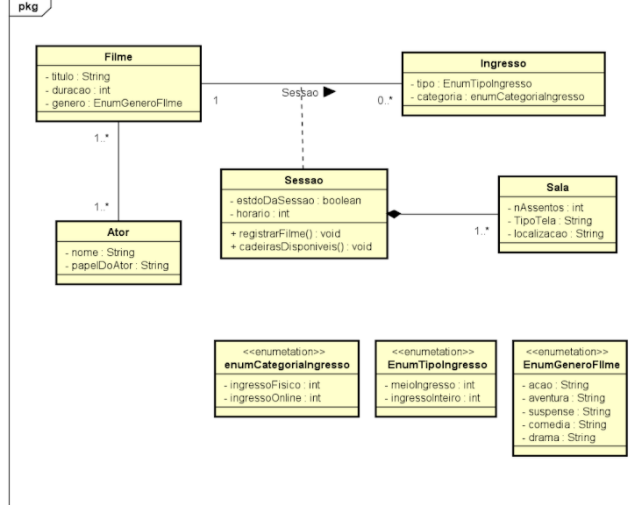 pkg
Filme
- titulo : String
- duracao : int
- genero : EnumGeneroFIlme
Ingresso
- tipo : EnumTipoIngresso
- categoria : enumCategoriaIngresso
1
Sessao
0..*
1..*
1..*
Ator
- nome : String
- papelDoAtor : String
Sessao
- estdoDaSessao : boolean
- horario : int
+ registrarFilme() : void
+ cadeirasDisponiveis() : void
1..*
Sala
- nAssentos : int
- TipoTela : String
- localizacao : String
<<enumetation>>
enumCategoriaIngresso
- ingressoFisico : int
- ingressoOnline : int
<<enumetation>>
EnumTipoIngresso
- meioIngresso : int
- ingressoInteiro : int
<<enumetation>>
EnumGeneroFIlme
- acao : String
- aventura : String
- suspense : String
- comedia : String
- drama : String